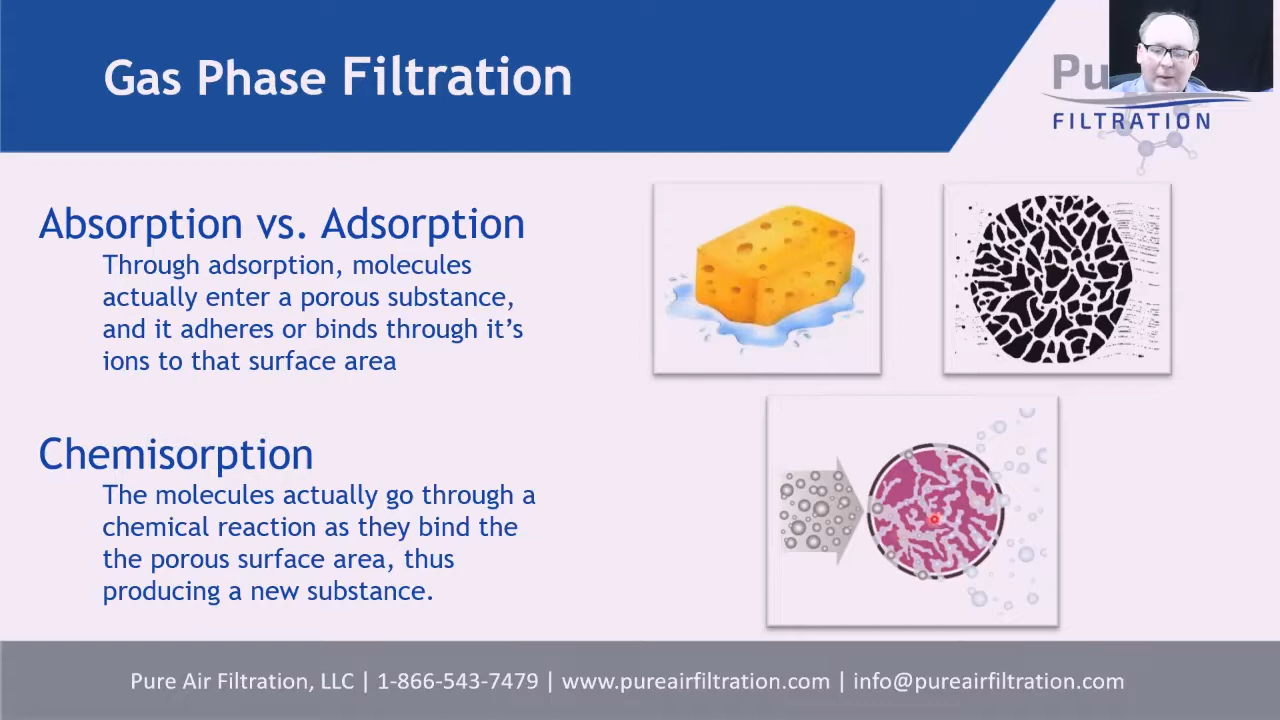 Gas Phase Filtration
Pu
FILTRATION
Absorption vs. Adsorption
Through adsorption, molecules
actually enter a porous substance,
and it adheres or binds through it's
ions to that surface area
Chemisorption
The molecules actually go through a
chemical reaction as they bind the
the porous surface area, thus
producing a new substance.
Pure Air Filtration, LLC | 1-866-543-7479 | www.pureairfiltration.com | info@pureairfiltration.com